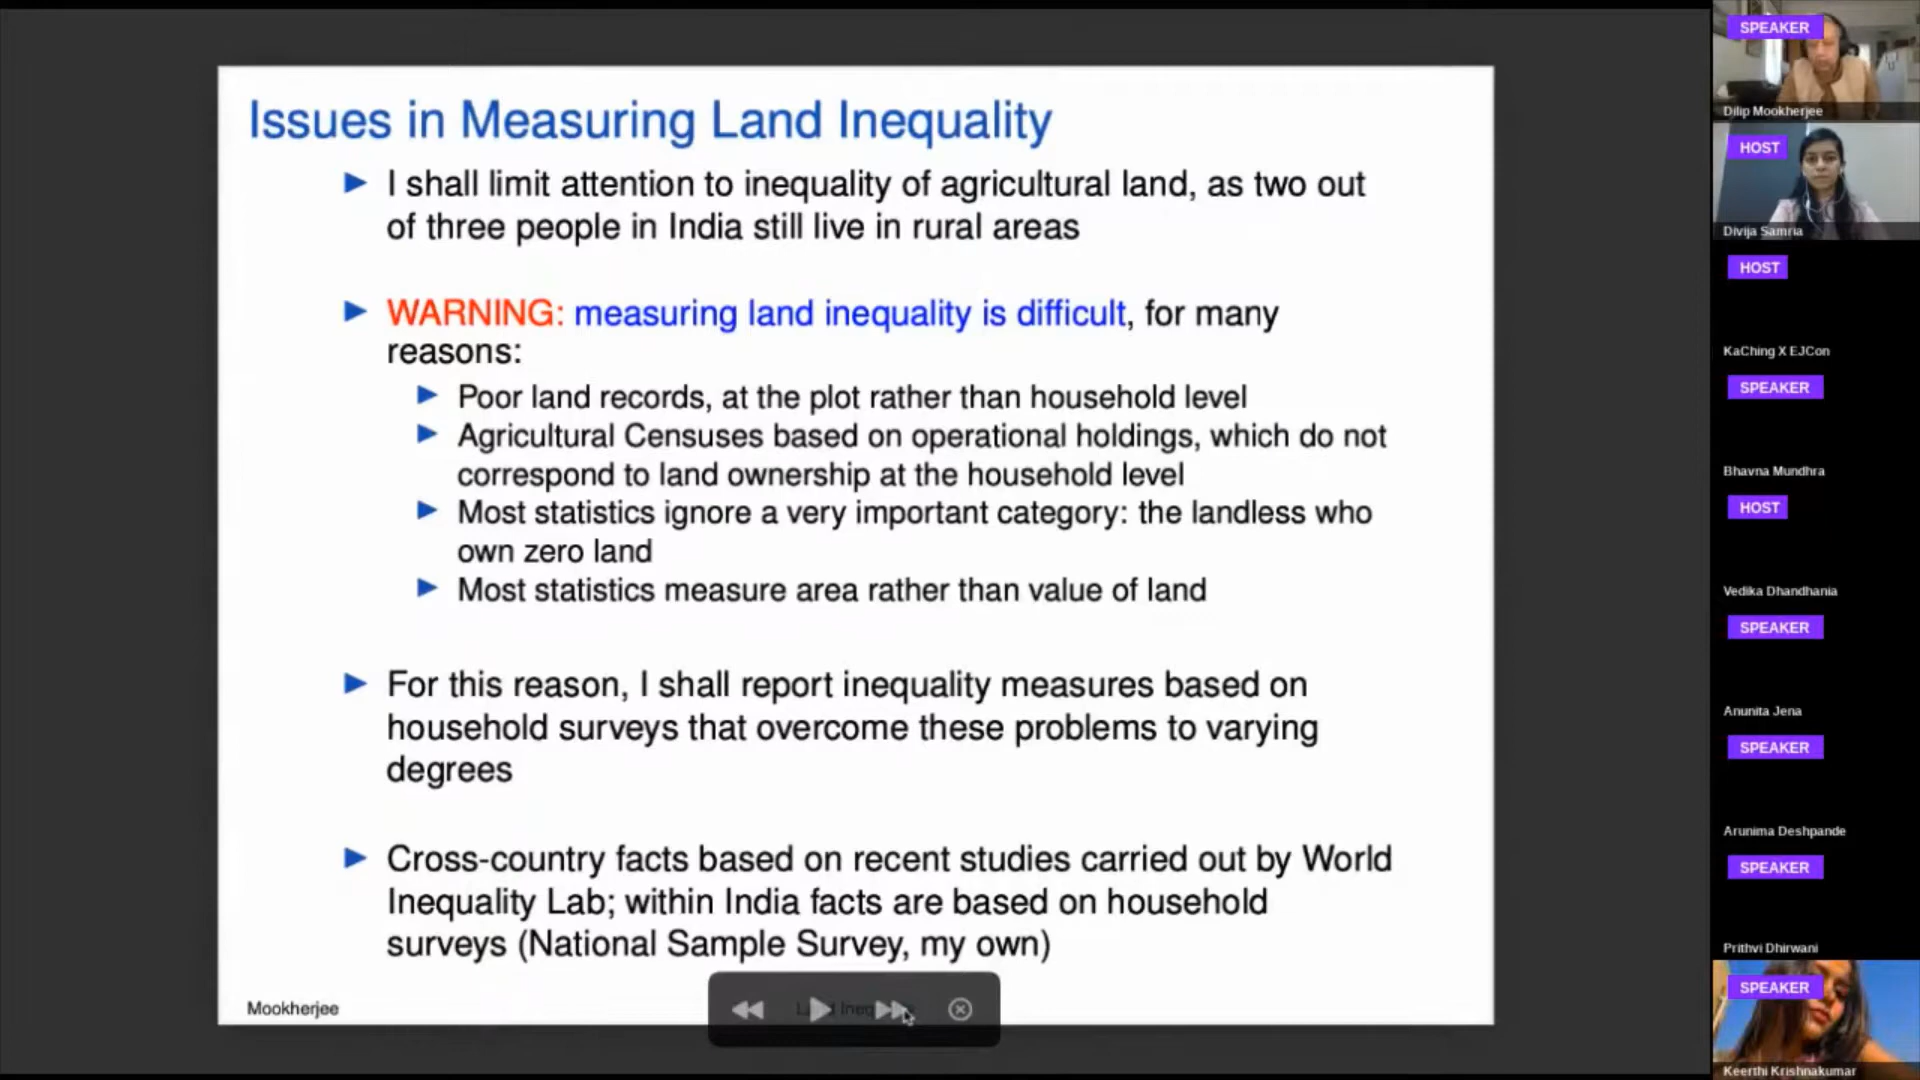 Issues in Measuring Land Inequality
I shall limit attention to inequality of agricultural land, as two out
of three people in India still live in rural areas
WARNING: measuring land inequality is difficult, for many
reasons:
Poor land records, at the plot rather than household level
Agricultural Censuses based on operational holdings, which do not
correspond to land ownership at the household level
Most statistics ignore a very important category: the landless who
own zero land
Most statistics measure area rather than value of land
For this reason, I shall report inequality measures based on
household surveys that overcome these problems to varying
degrees
Cross-country facts based on recent studies carried out by World
Inequality Lab; within India facts are based on household
surveys (National Sample Survey, my own)
Mookherjee
SPEAKER
Dilip Mookherjee
HOST
Divija Samria
HOST
KaChing X EJCon
SPEAKER
Bhavna Mundhra
HOST
Vedika Dhandhania
SPEAKER
Anunita Jena
SPEAKER
Arunima Deshpande
SPEAKER
Prithvi Dhirwani
SPEAKER
Keerthi Krishnakumar